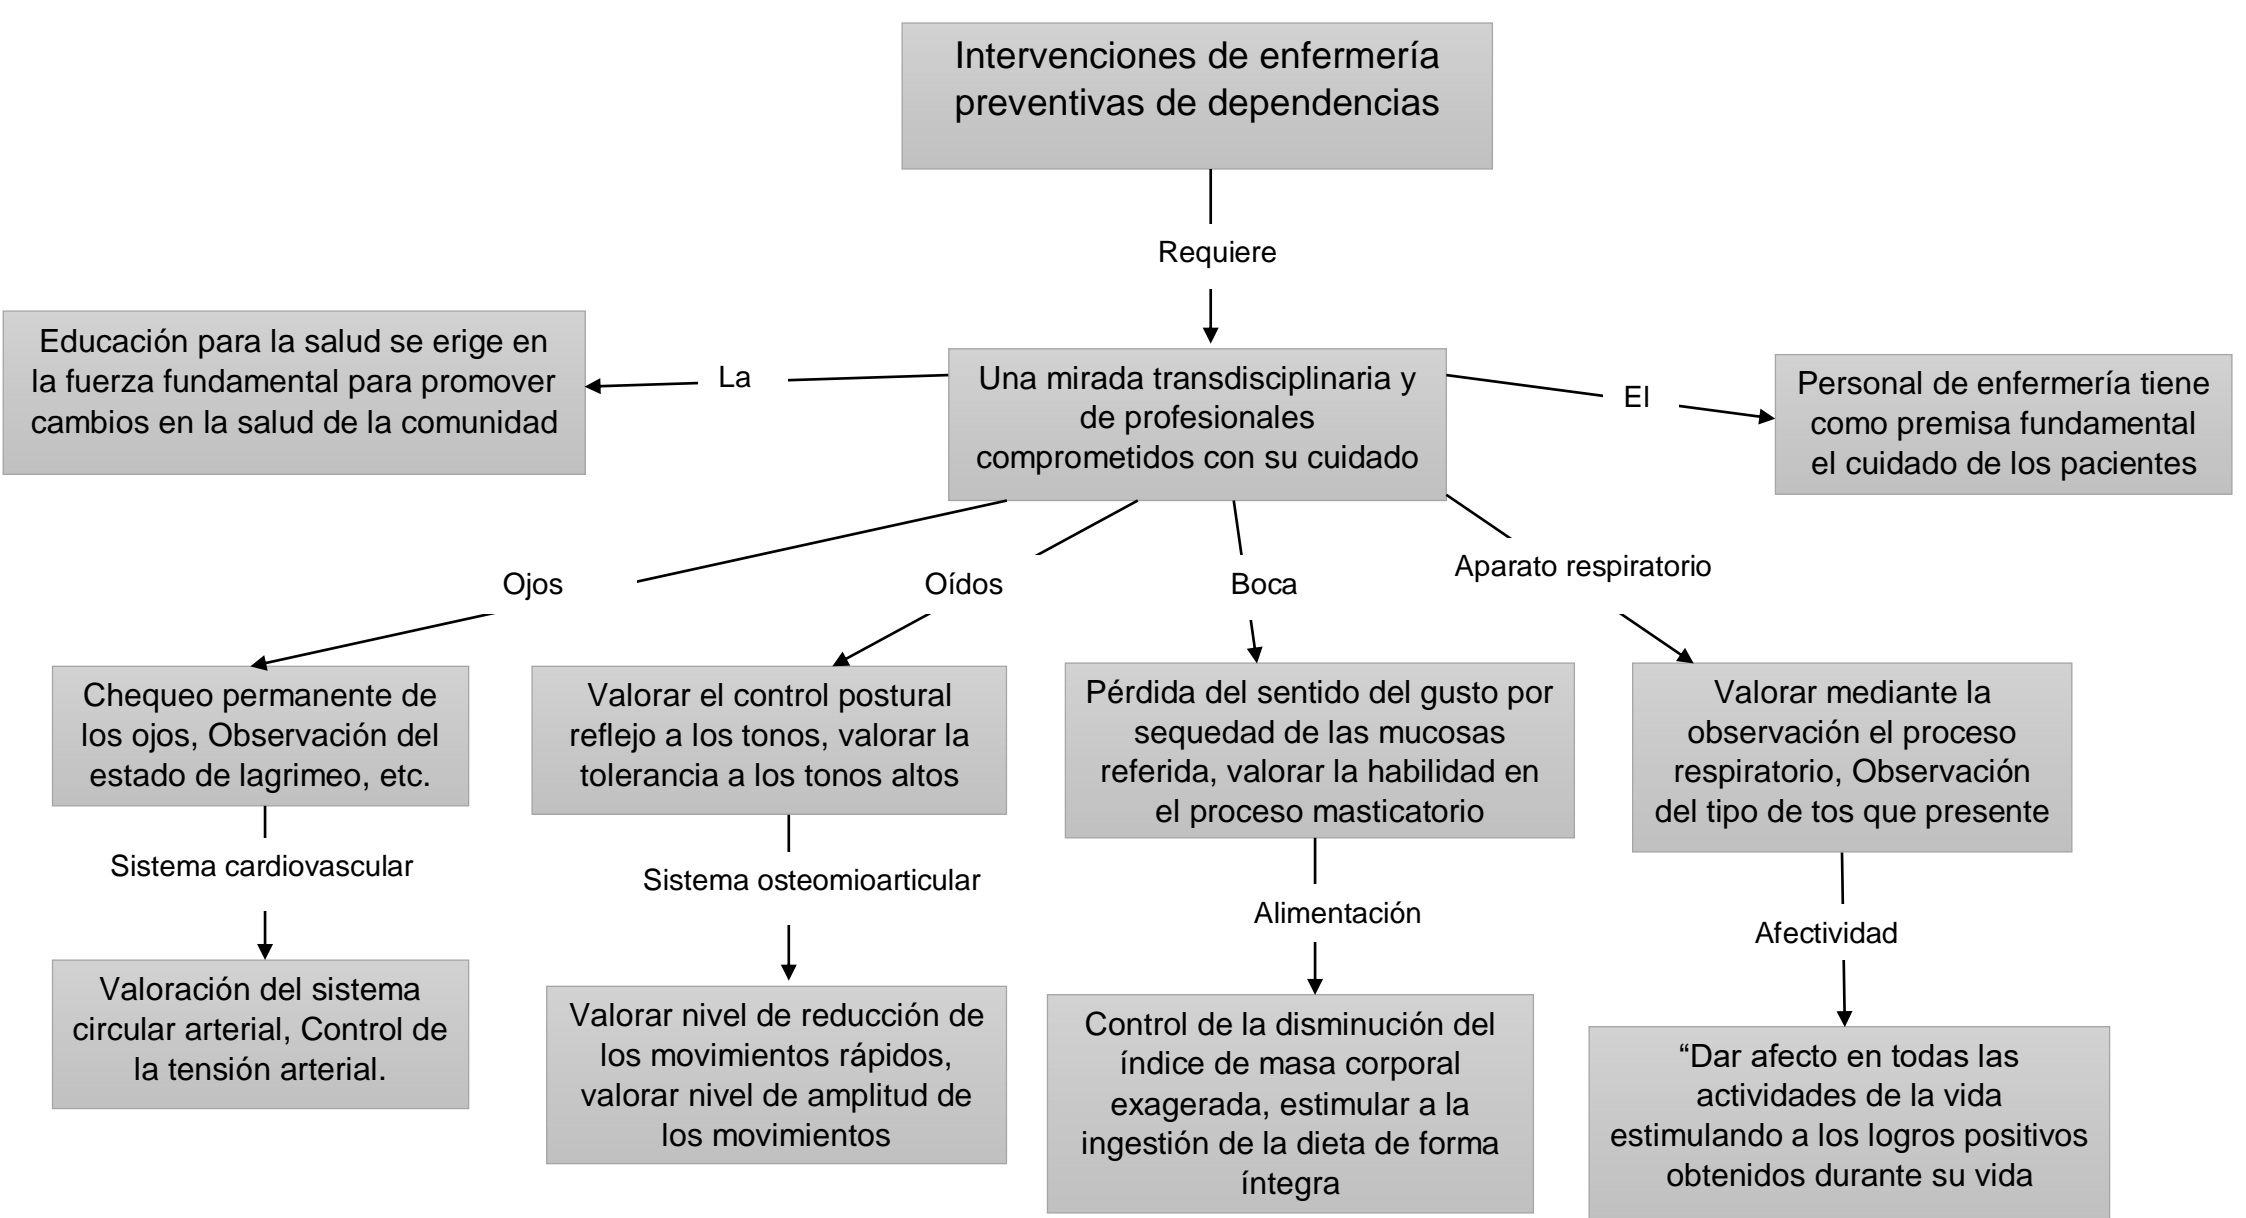 Intervenciones de enfermería
preventivas de dependencias
Requiere
Educación para la salud se erige en
la fuerza fundamental para promover
cambios en la salud de la comunidad
La
Una mirada transdisciplinaria y
de profesionales
comprometidos con su cuidado
El
Personal de enfermería tiene
como premisa fundamental
el cuidado de los pacientes
Ojos
Oídos
Boca
Aparato respiratorio
Chequeo permanente de
los ojos, Observación del
estado de lagrimeo, etc.
Valorar el control postural
reflejo a los tonos, valorar la
tolerancia a los tonos altos
Pérdida del sentido del gusto por
sequedad de las mucosas
referida, valorar la habilidad en
el proceso masticatorio
Valorar mediante la
observación el proceso
respiratorio, Observación
del tipo de tos que presente
Sistema cardiovascular
Sistema osteomioarticular
Alimentación
Afectividad
Valoración del sistema
circular arterial, Control de
la tensión arterial.
Valorar nivel de reducción de
los movimientos rápidos,
valorar nivel de amplitud de
los movimientos
Control de la disminución del
índice de masa corporal
exagerada, estimular a la
ingestión de la dieta de forma
íntegra
“Dar afecto en todas las
actividades de la vida
estimulando a los logros positivos
obtenidos durante su vida